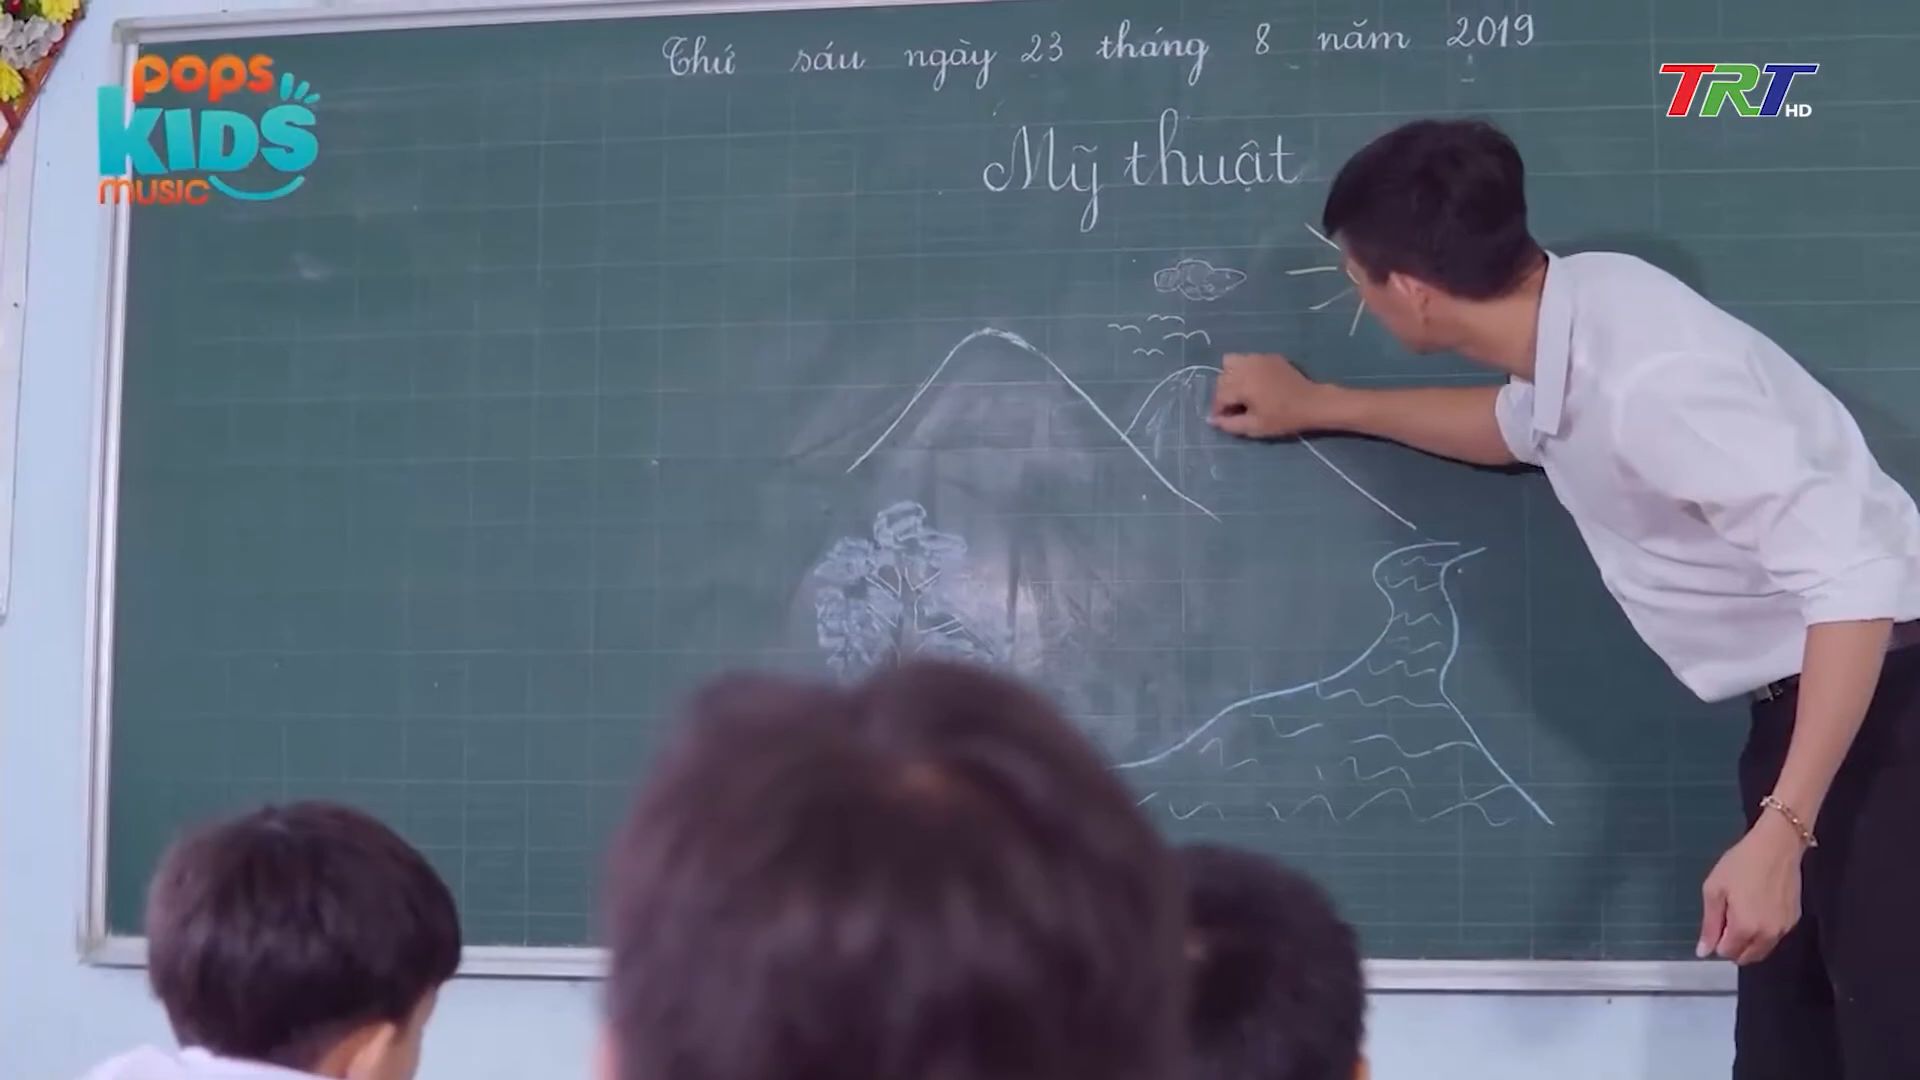 Thứ sáu ngày 23 tháng 8 năm 2019
Mỹ thuật
pops
KIDS
music
TRT HD